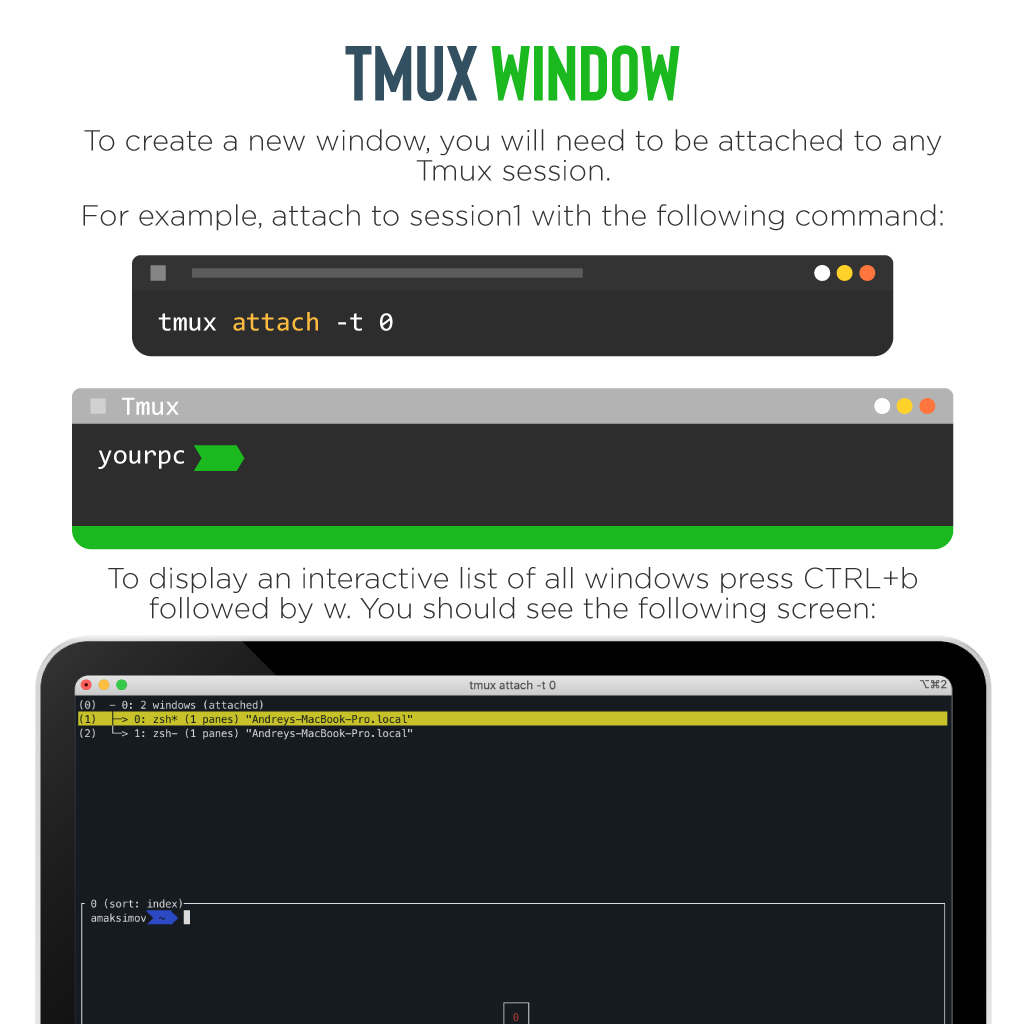 TMUX WINDOW
To create a new window, you will need to be attached to any
Tmux session.
For example, attach to session1 with the following command:
tmux attach -t 0
Tmux
yourpc
To display an interactive list of all windows press CTRL+b
followed by w. You should see the following screen:
tmux attach -t 0 ⌥⌘2
(0) - 0: 2 windows (attached)
(1) ├─> 0: zsh* (1 panes) "Andreys-MacBook-Pro.local"
(2) └─> 1: zsh- (1 panes) "Andreys-MacBook-Pro.local"
0 (sort: index)
amaksimov ~
0